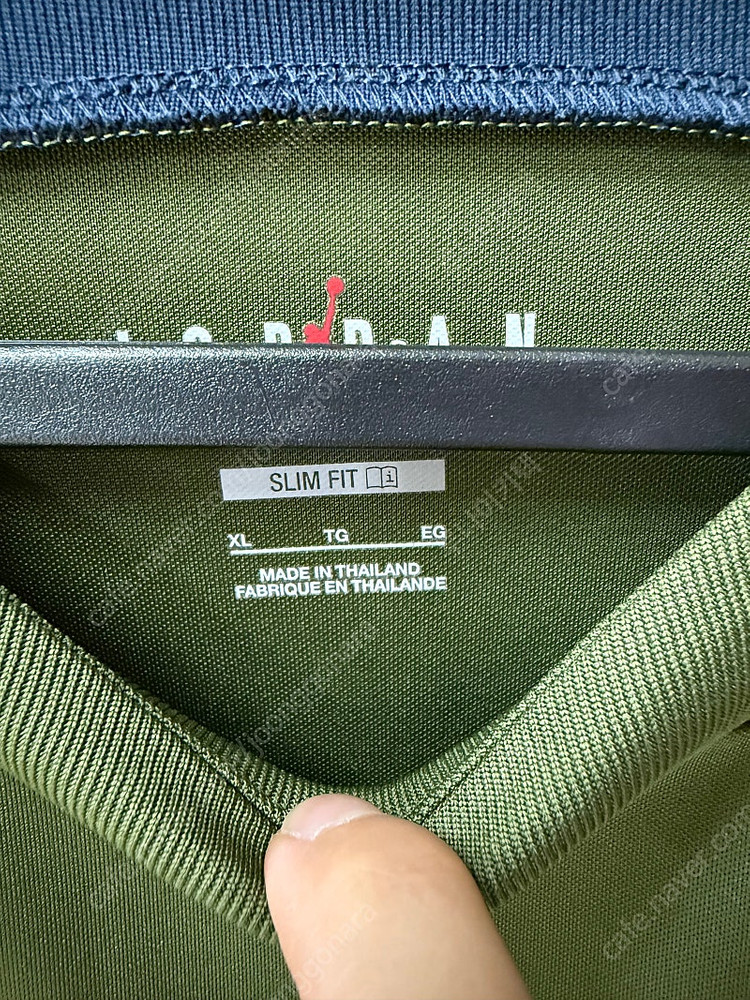 SLIM FIT
XL TG EG
MADE IN THAILAND
FABRIQUE EN THAILANDE